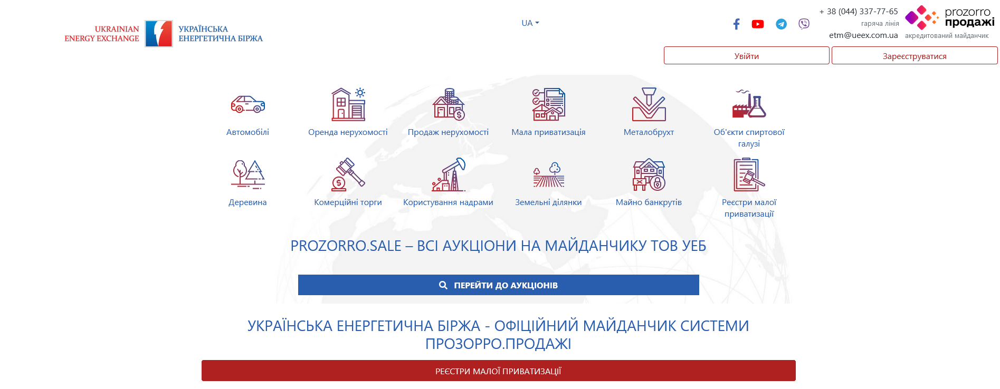 UKRAINIAN
ENERGY EXCHANGE
УКРАЇНСЬКА
ЕНЕРГЕТИЧНА БІРЖА
UA
+ 38 (044) 337-77-65
гаряча лінія
etm@ueex.com.ua
prozorro
продажі
акредитований майданчик
Увійти
Зареєструватися
Автомобілі
Оренда нерухомості
Продаж нерухомості
Мала приватизація
Металобрухт
Об'єкти спиртової
галузі
Деревина
Комерційні торги
Користування надрами
Земельні ділянки
Майно банкрутів
Реєстри малої
приватизації
PROZORRO.SALE – ВСІ АУКЦІОНИ НА МАЙДАНЧИКУ ТОВ УЕБ
ПЕРЕЙТИ ДО АУКЦІОНІВ
УКРАЇНСЬКА ЕНЕРГЕТИЧНА БІРЖА - ОФІЦІЙНИЙ МАЙДАНЧИК СИСТЕМИ
ПРОЗОРРО.ПРОДАЖІ
РЕЄСТРИ МАЛОЇ ПРИВАТИЗАЦІЇ